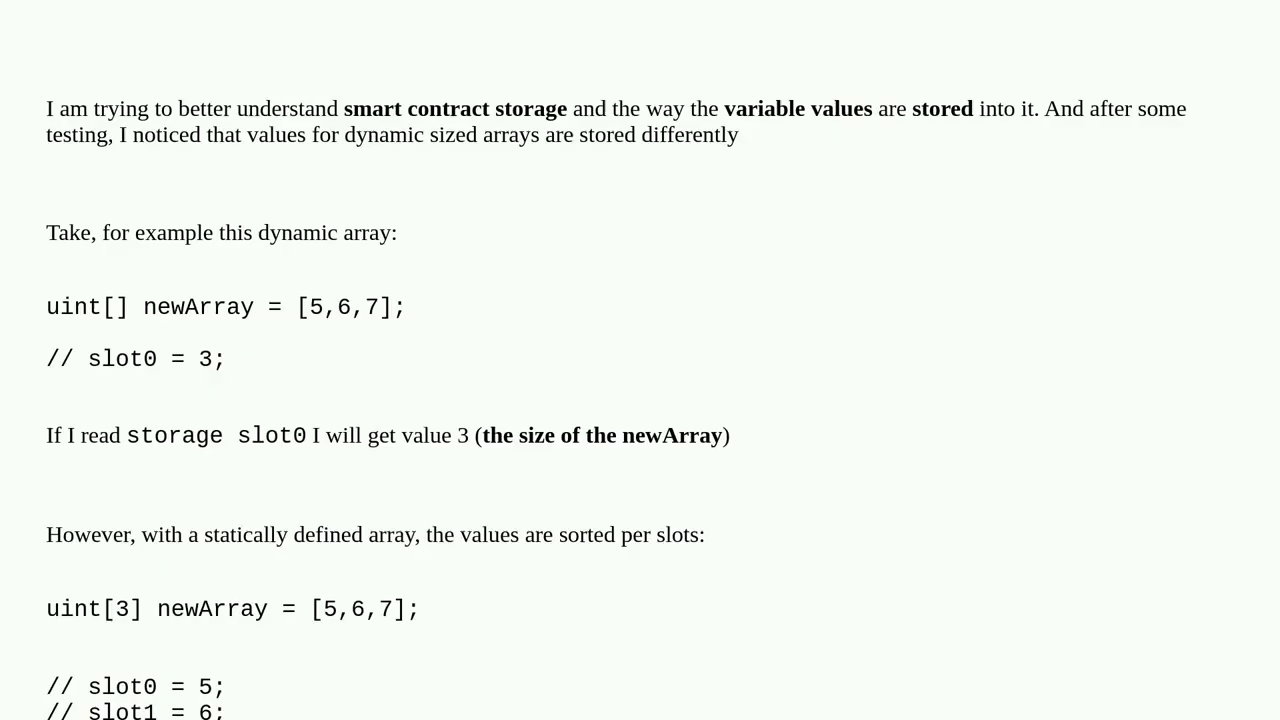 I am trying to better understand smart contract storage and the way the variable values are stored into it. And after some
testing, I noticed that values for dynamic sized arrays are stored differently
Take, for example this dynamic array:
uint[] newArray = [5,6,7];
// slot0 = 3;
If I read storage slot0 I will get value 3 (the size of the newArray)
However, with a statically defined array, the values are sorted per slots:
uint[3] newArray = [5,6,7];
// slot0 = 5;
// slot1 = 6;